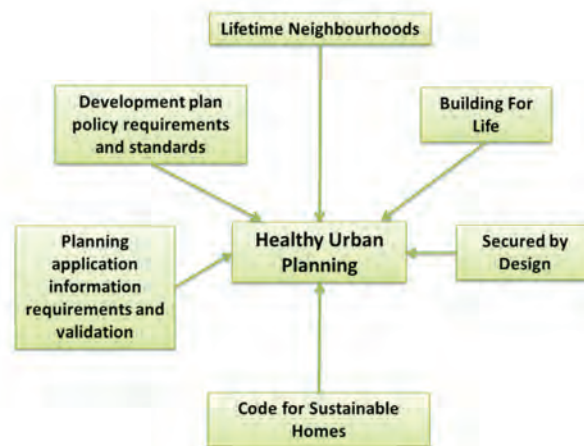 Lifetime Neighbourhoods
Development plan
policy requirements
and standards
Building For
Life
Healthy Urban
Planning
Secured by
Design
Planning
application
information
requirements and
validation
Code for Sustainable
Homes